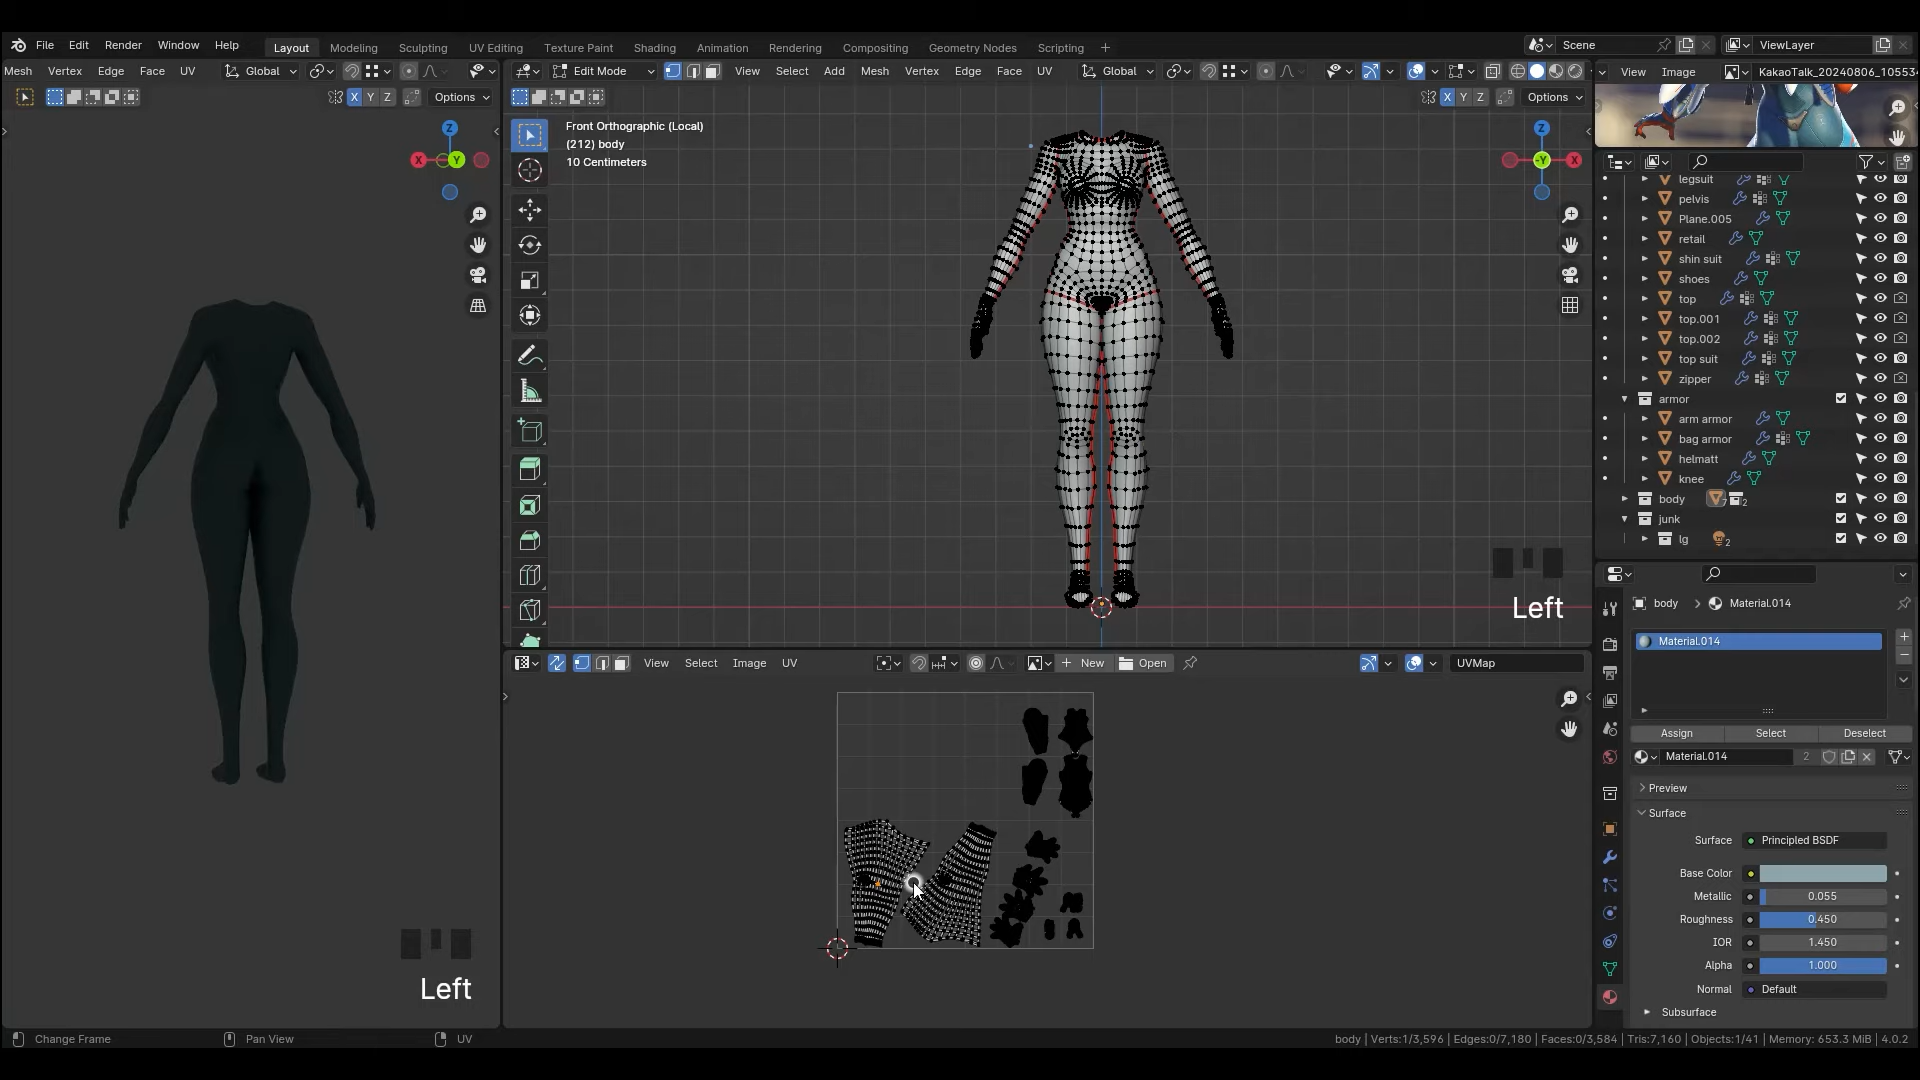 File Edit Render Window Help Layout Modeling Sculpting UV Editing Texture Paint Shading Animation Rendering Compositing Geometry Nodes Scripting + Scene ViewLayer
Mesh Vertex Edge Face UV Global Edit Mode View Select Add Mesh Vertex Edge Face UV Global View Image KakaoTalk_20240806_10553
X Y Z Options X Y Z Options
Front Orthographic (Local)
(212) body
10 Centimeters
Z
X
Y
Z
-Y
X
legsuit
pelvis
Plane.005
retail
shin suit
shoes
top
top.001
top.002
top suit
zipper
armor
arm armor
bag armor
helmatt
knee
body 2
junk
lg 2
Left
body > Material.014
Material.014
View Select Image UV New Open UVMap
Assign Select Deselect
Material.014 2
Preview
Surface
Surface Principled BSDF
Base Color
Metallic 0.055
Roughness 0.450
IOR 1.450
Alpha 1.000
Normal Default
Subsurface
Left
Change Frame Pan View UV body | Verts:1/3,596 | Edges:0/7,180 | Faces:0/3,584 | Tris:7,160 | Objects:1/41 | Memory: 653.3 MiB | 4.0.2